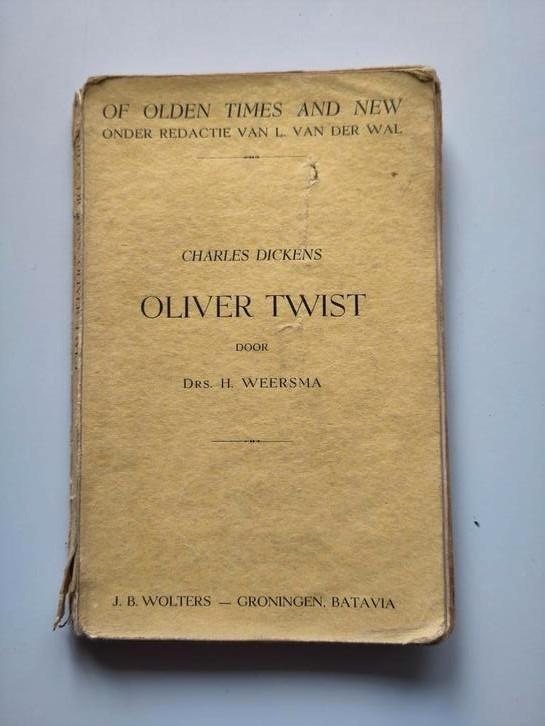 OF OLDEN TIMES AND NEW
ONDER REDACTIE VAN L. VAN DER WAL
CHARLES DICKENS
OLIVER TWIST
DOOR
DRS. H. WEERSMA
J. B. WOLTERS — GRONINGEN, BATAVIA